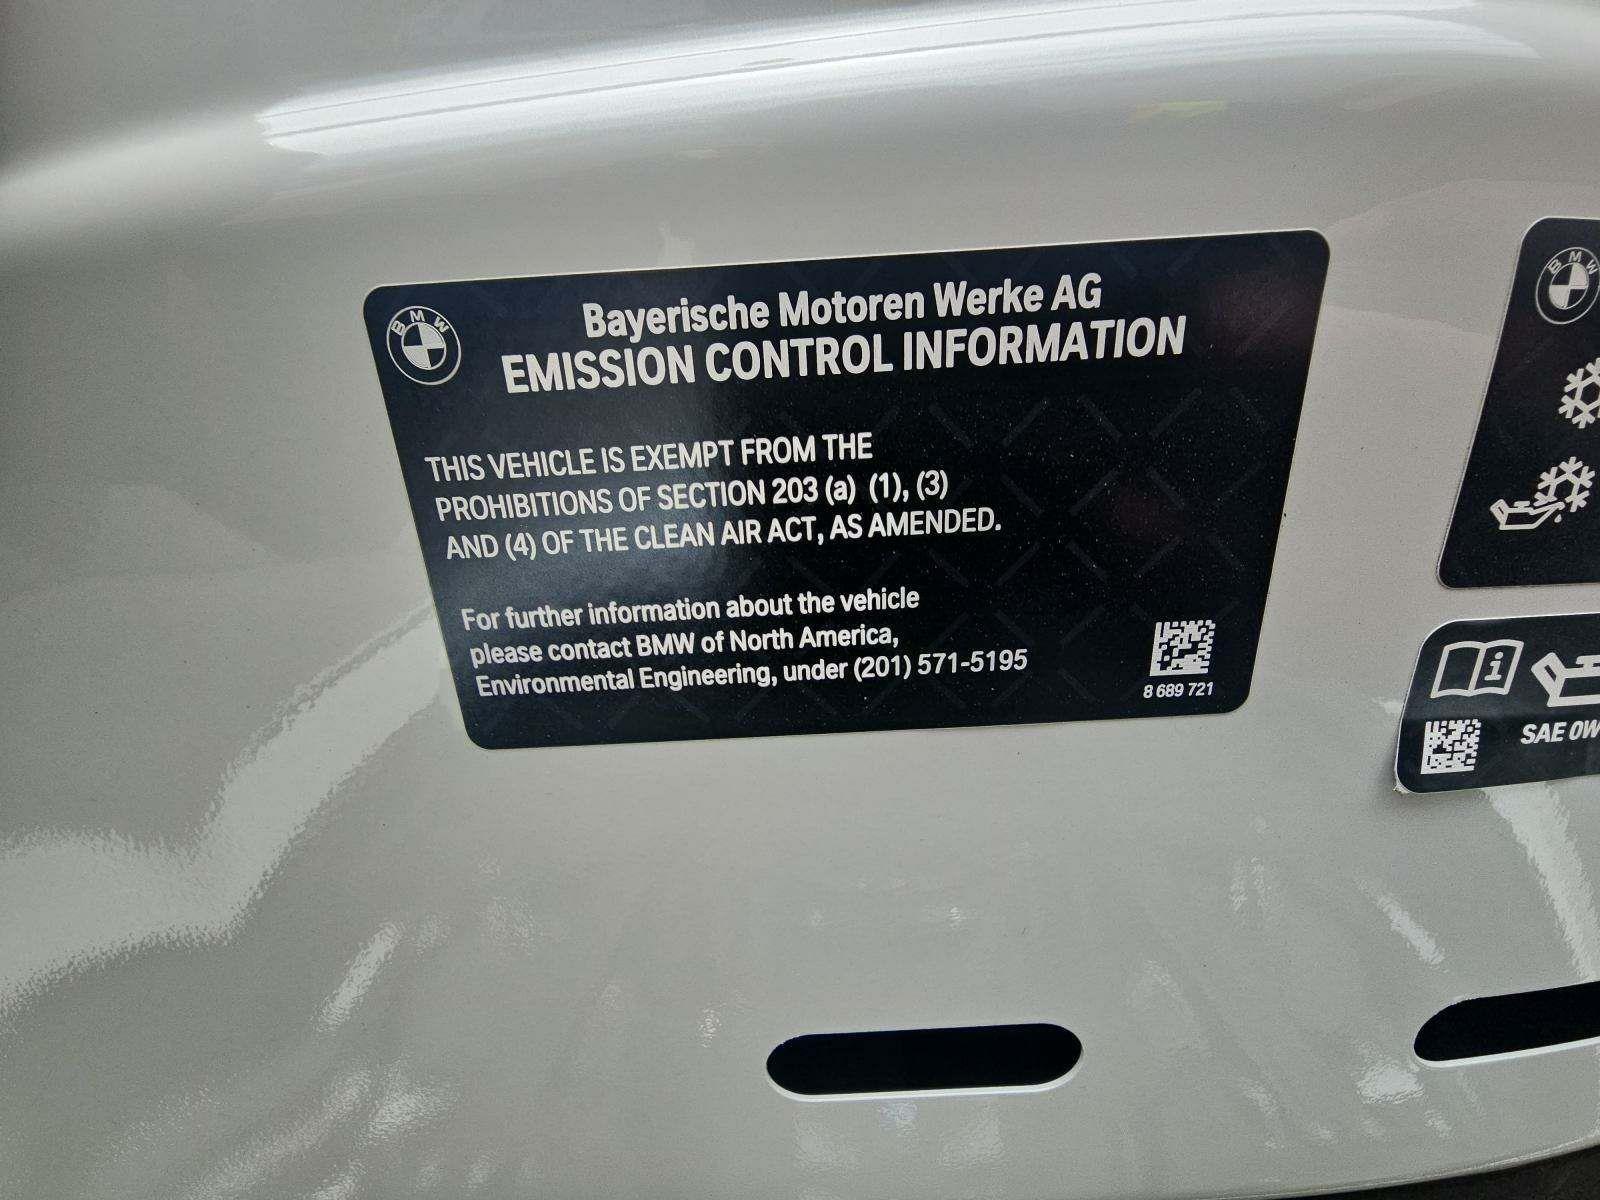 BMW
Bayerische Motoren Werke AG
EMISSION CONTROL INFORMATION
THIS VEHICLE IS EXEMPT FROM THE
PROHIBITIONS OF SECTION 203 (a) (1), (3)
AND (4) OF THE CLEAN AIR ACT, AS AMENDED.
For further information about the vehicle
please contact BMW of North America,
Environmental Engineering, under (201) 571-5195
8 689 721
BMW
i
SAE 0W